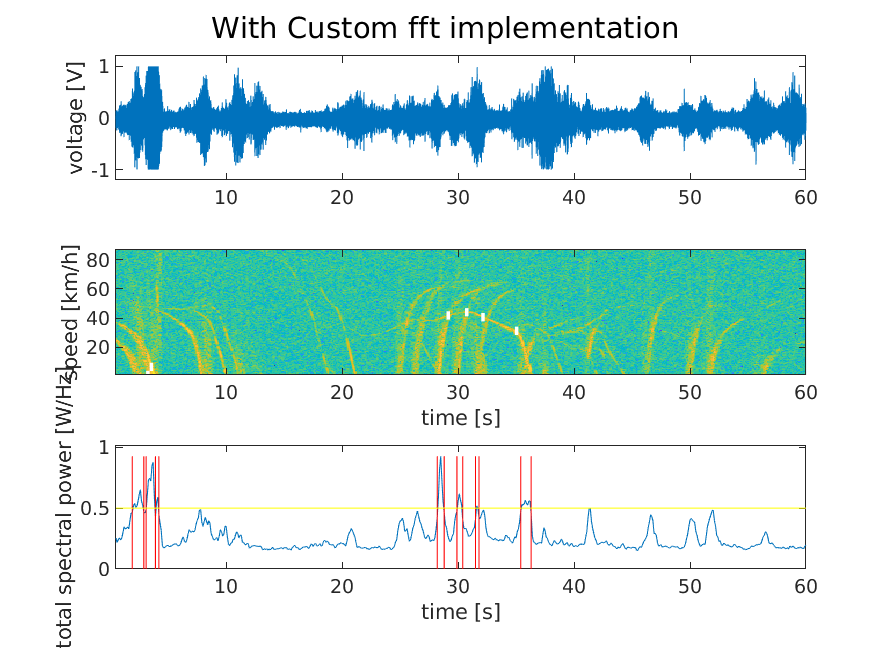 With Custom fft implementation
voltage [V]
1
0
-1
10 20 30 40 50 60
speed [km/h]
80
60
40
20
10 20 30 40 50 60
time [s]
total spectral power [W/Hz]
1
0.5
0
10 20 30 40 50 60
time [s]